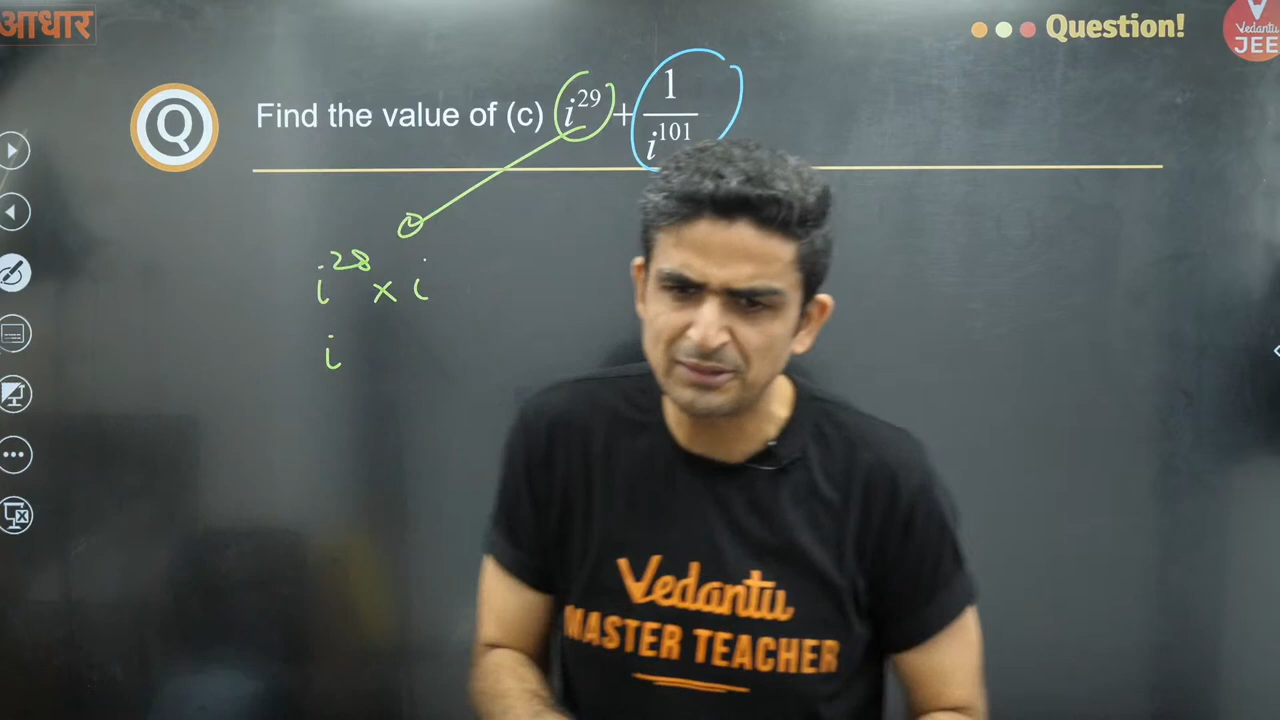 आधार
Question!
Vedantu
JEE
Q
Find the value of (c) i^29 + 1/i^101
i^28 × i
i
Vedantu
MASTER TEACHER